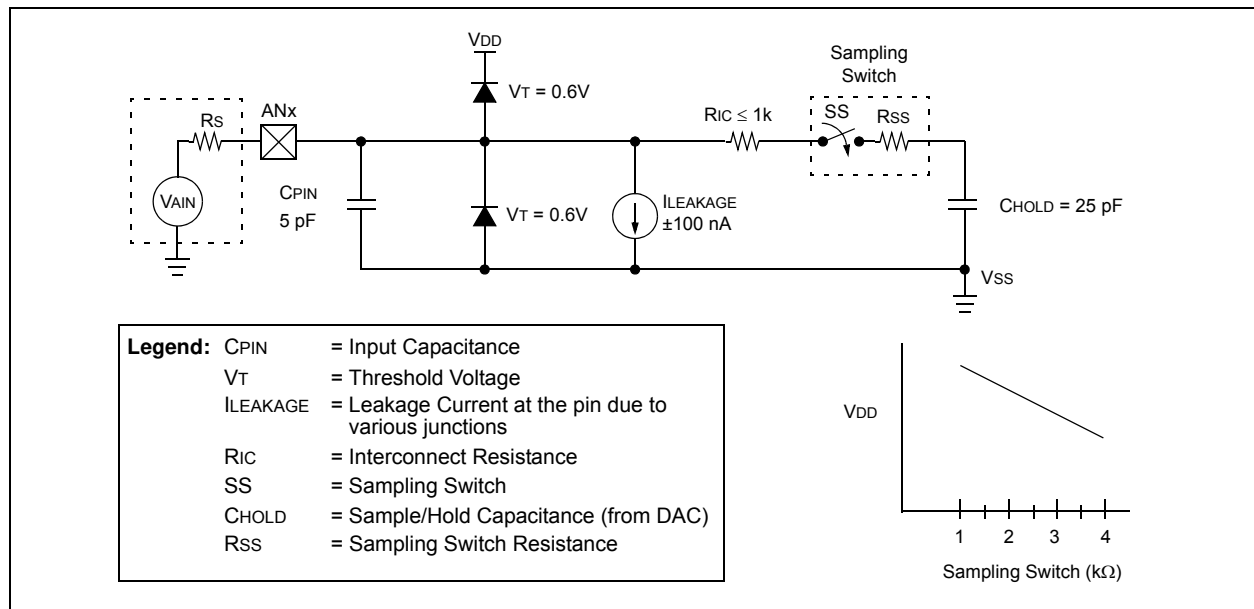 VDD
Sampling
Switch
VT = 0.6V
RIC ≤ 1k
SS
RSS
RS
ANx
VAIN
CPIN
5 pF
VT = 0.6V
ILEAKAGE
±100 nA
CHOLD = 25 pF
VSS
Legend: CPIN = Input Capacitance
VT = Threshold Voltage
ILEAKAGE = Leakage Current at the pin due to
various junctions
RIC = Interconnect Resistance
SS = Sampling Switch
CHOLD = Sample/Hold Capacitance (from DAC)
RSS = Sampling Switch Resistance
VDD
1 2 3 4
Sampling Switch (kΩ)